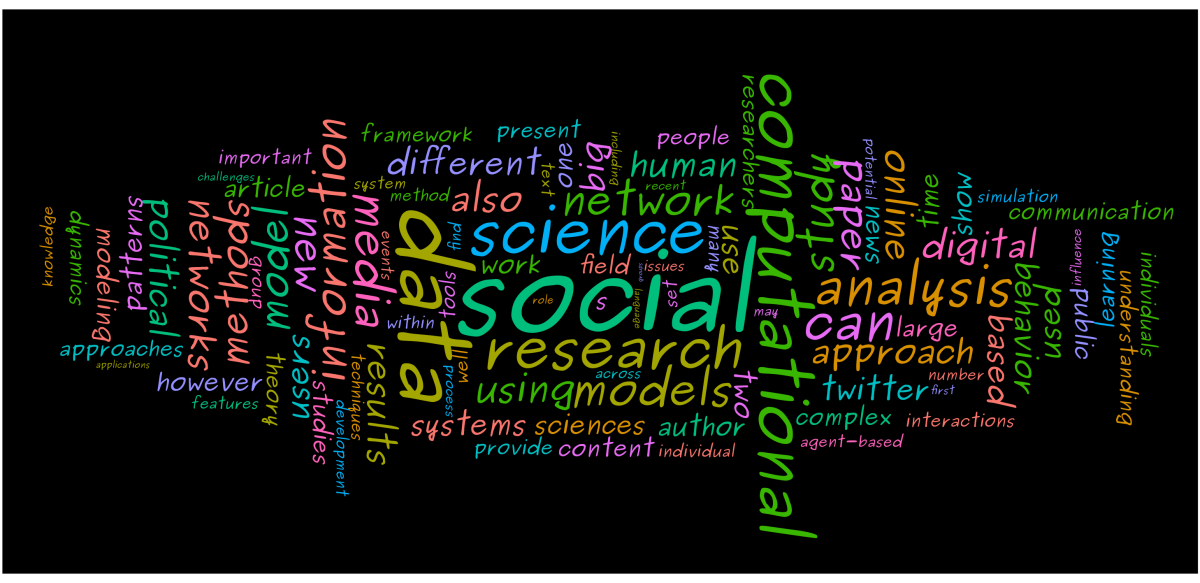 computational
researchers
present
framework
people
including
big
one
human
important
different
text
challenges
article
system
method
also
recent
network
potential
online
paper
study
news
time
show
simulation
communication
digital
knowledge
dynamics
patterns
modeling
political
networks
methods
model
group
new
information
media
events
data
find
science
many
use
work
field
issues
tools
social
role
s
language
set
may
analysis
can
large
based
behavior
used
public
influence
learning
understanding
individuals
within
research
approach
approaches
applications
however
features
theory
users
studies
development
techniques
results
process
well
using
models
across
two
twitter
number
first
systems
sciences
author
complex
interactions
agent-based
provide
content
individual